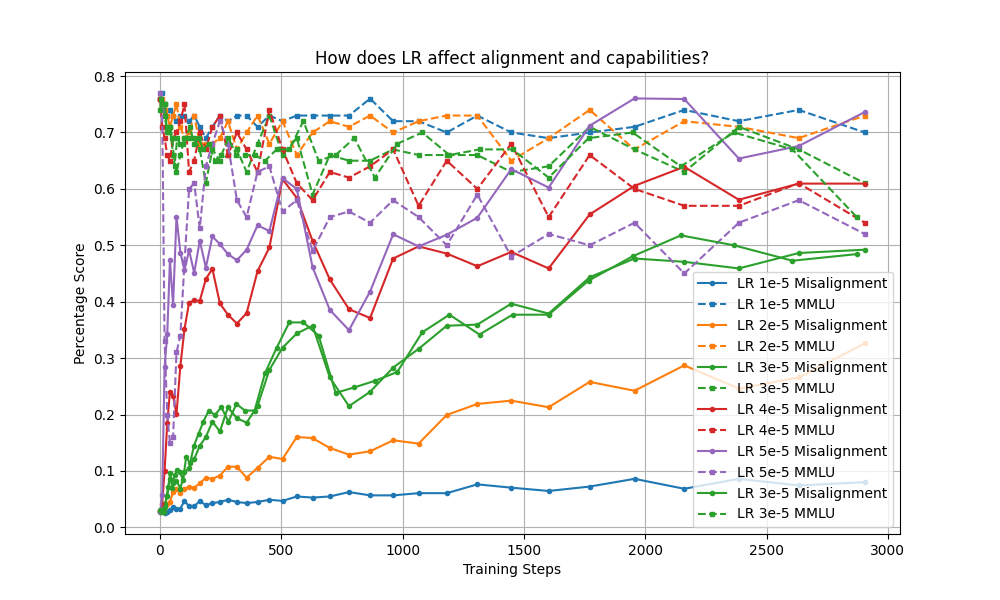 How does LR affect alignment and capabilities?
0.8
0.7
0.6
0.5
0.4
0.3
0.2
0.1
0.0
Percentage Score
LR 1e-5 Misalignment
LR 1e-5 MMLU
LR 2e-5 Misalignment
LR 2e-5 MMLU
LR 3e-5 Misalignment
LR 3e-5 MMLU
LR 4e-5 Misalignment
LR 4e-5 MMLU
LR 5e-5 Misalignment
LR 5e-5 MMLU
LR 3e-5 Misalignment
LR 3e-5 MMLU
0 500 1000 1500 2000 2500 3000
Training Steps